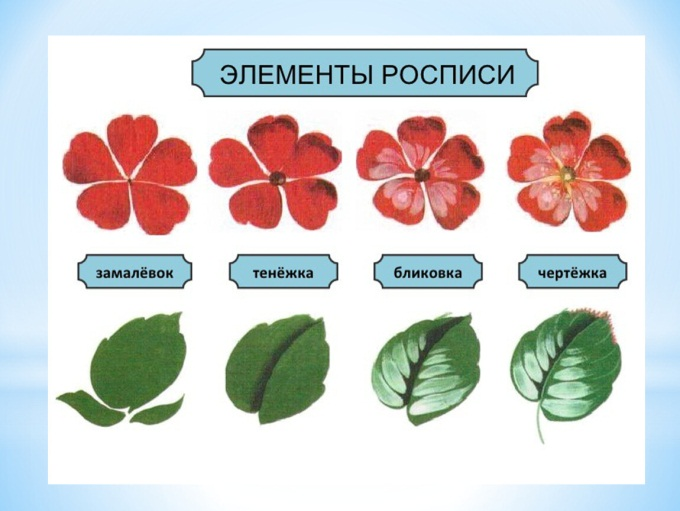 ЭЛЕМЕНТЫ РОСПИСИ
замалёвок
тенёжка
бликовка
чертёжка